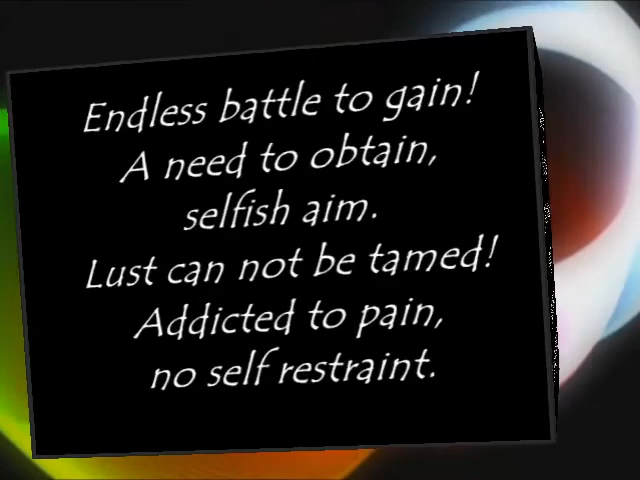 Endless battle to gain!
A need to obtain,
selfish aim.
Lust can not be tamed!
Addicted to pain,
no self restraint.